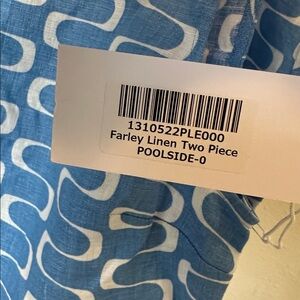 1310522PLE000
Farley Linen Two Piece
POOLSIDE-0